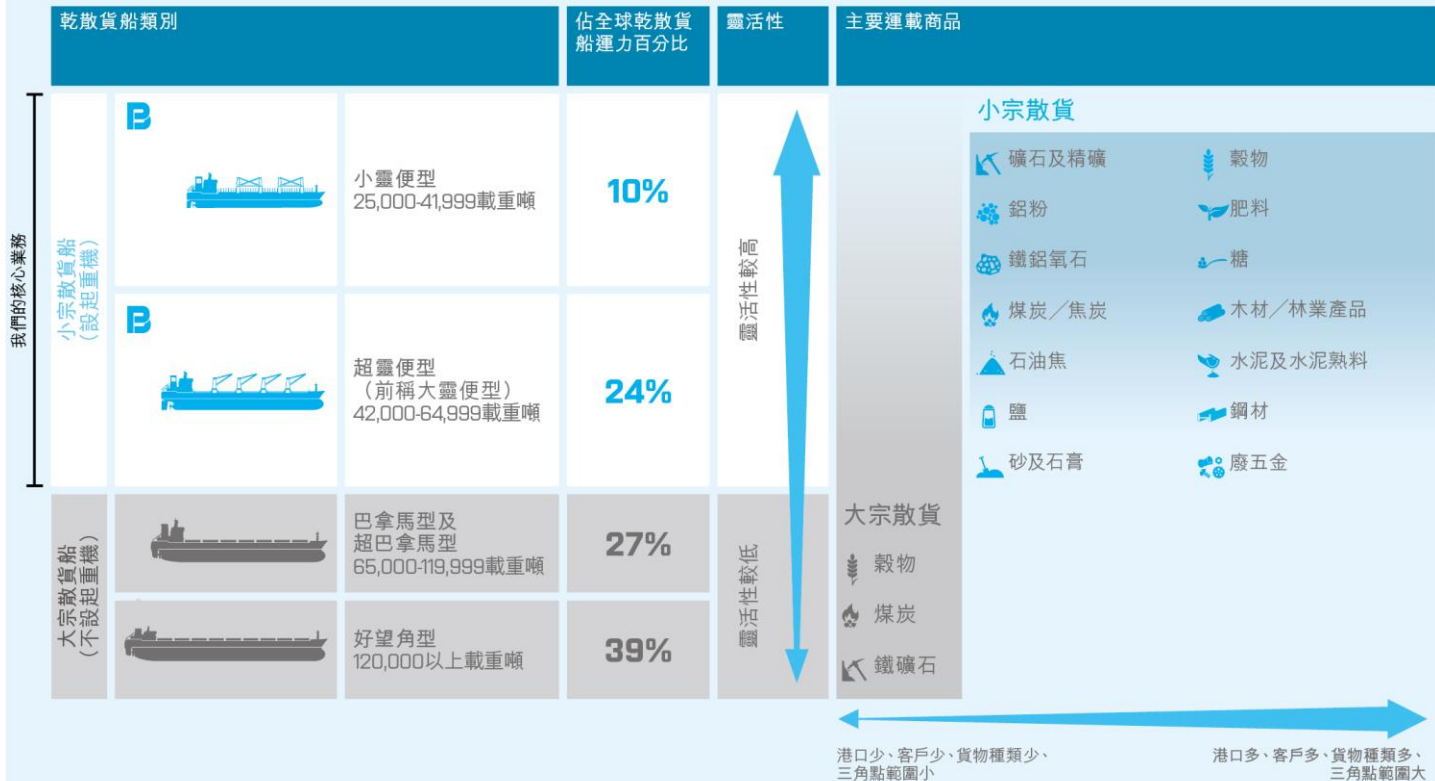 乾散貨船類別
佔全球乾散貨
船運力百分比
靈活性
主要運載商品
我們的核心業務
小宗散貨船
（設起重機）
小靈便型
25,000-41,999載重噸
10%
超靈便型
（前稱大靈便型）
42,000-64,999載重噸
24%
大宗散貨船
（不設起重機）
巴拿馬型及
超巴拿馬型
65,000-119,999載重噸
27%
好望角型
120,000以上載重噸
39%
靈活性較高
靈活性較低
小宗散貨
礦石及精礦
穀物
鋁粉
肥料
鐵鋁氧石
糖
煤炭／焦炭
木材／林業產品
石油焦
水泥及水泥熟料
鹽
鋼材
砂及石膏
廢五金
大宗散貨
穀物
煤炭
鐵礦石
港口少、客戶少、貨物種類少、
三角點範圍小
港口多、客戶多、貨物種類多、
三角點範圍大